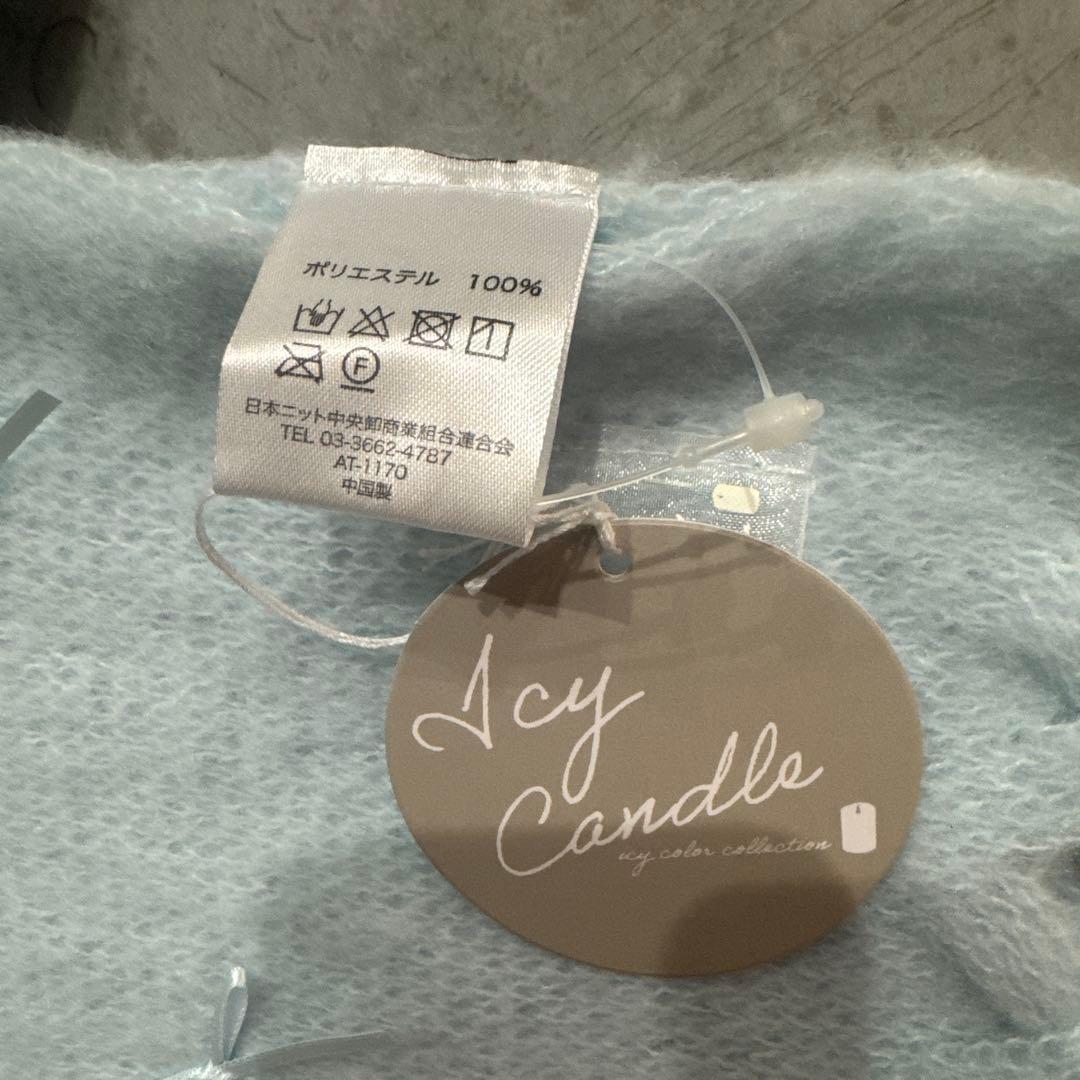 ポリエステル 100%
F
日本ニット中央卸商業組合連合会
TEL 03-3662-4787
AT-1170
中国製
Icy
Candle
icy color collection